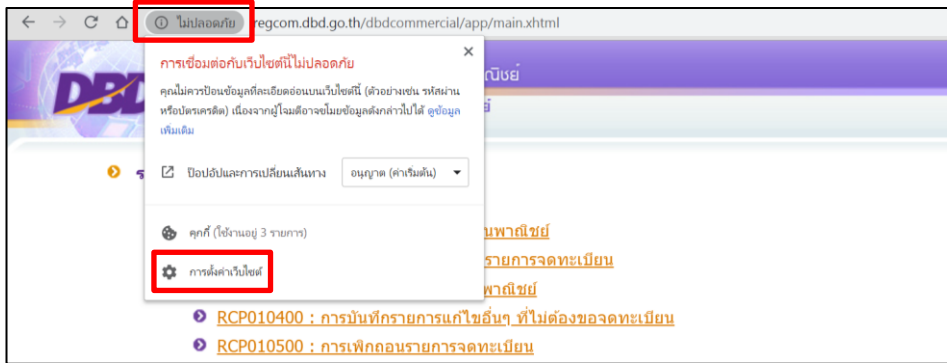 ไม่ปลอดภัย regcom.dbd.go.th/dbdcommercial/app/main.xhtml
DBD
การเชื่อมต่อกับเว็บไซต์นี้ไม่ปลอดภัย
คุณไม่ควรป้อนข้อมูลที่ละเอียดอ่อนบนเว็บไซต์นี้ (ตัวอย่างเช่น รหัสผ่าน
หรือบัตรเครดิต) เนื่องจากผู้โจมตีอาจขโมยข้อมูลดังกล่าวไปได้ ดูข้อมูล
เพิ่มเติม
ป๊อปอัปและการเปลี่ยนเส้นทาง อนุญาต (ค่าเริ่มต้น)
คุกกี้ (ใช้งานอยู่ 3 รายการ)
นพาณิชย์
การตั้งค่าเว็บไซต์ รายการจดทะเบียน
พาณิชย์
RCP010400 : การบันทึกรายการแก้ไขอื่นๆ ที่ไม่ต้องขอจดทะเบียน
RCP010500 : การเพิกถอนรายการจดทะเบียน